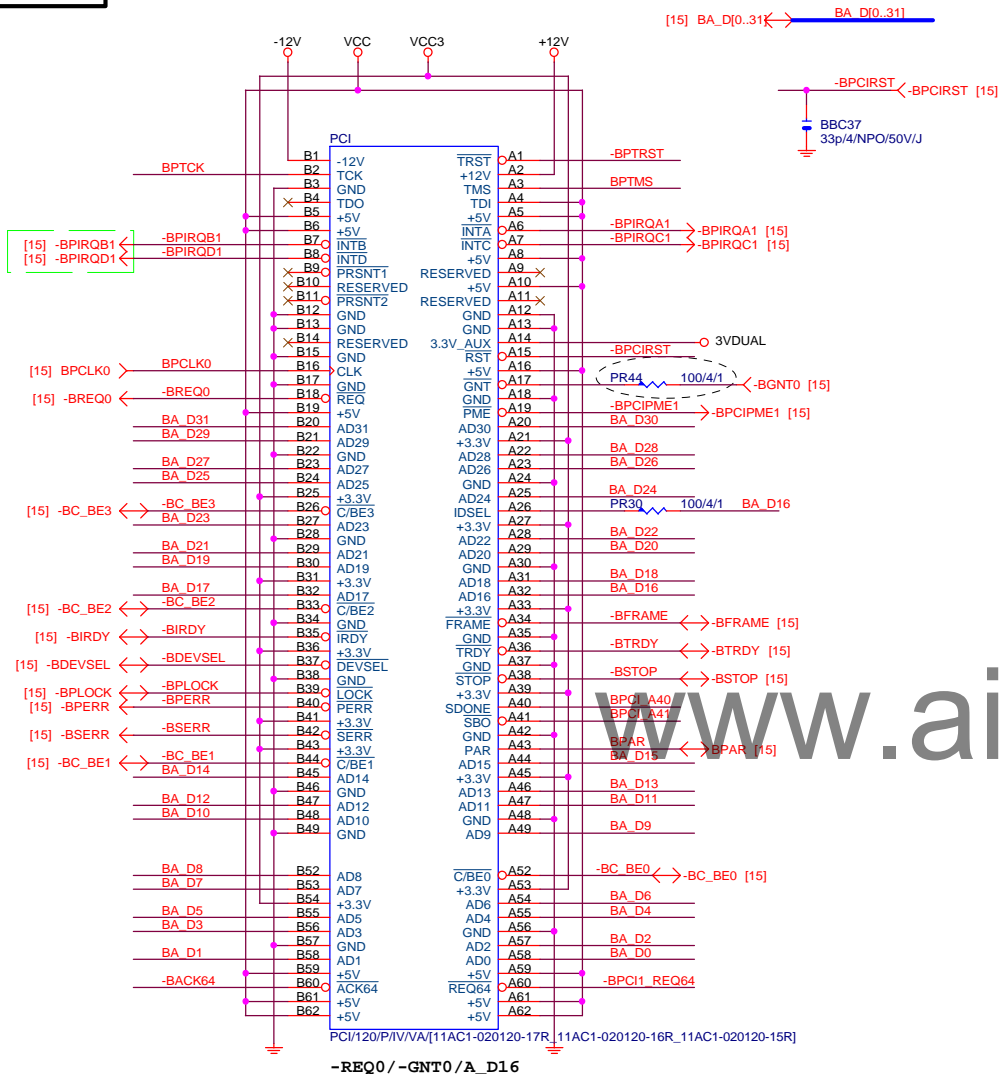 [15] BA_D[0..31] BA_D[0..31]
-12V VCC VCC3 +12V
-BPCIRST -BPCIRST [15]
BBC37
33p/4/NPO/50V/J
PCI
B1 -12V TRST A1 -BPTRST
BPTCK B2 TCK +12V A2
B3 GND TMS A3 BPTMS
B4 TDO TDI A4
B5 +5V +5V A5
B6 +5V INTA A6 -BPIRQA1 -BPIRQA1 [15]
[15] -BPIRQB1 -BPIRQB1 B7 INTB INTC A7 -BPIRQC1 -BPIRQC1 [15]
[15] -BPIRQD1 -BPIRQD1 B8 INTD +5V A8
B9 PRSNT1 RESERVED A9
B10 RESERVED +5V A10
B11 PRSNT2 RESERVED A11
B12 GND GND A12
B13 GND GND A13
B14 RESERVED 3.3V_AUX A14 3VDUAL
B15 GND RST A15 -BPCIRST
[15] BPCLK0 BPCLK0 B16 CLK +5V A16
B17 GND GNT A17 PR44 100/4/1 -BGNT0 [15]
[15] -BREQ0 -BREQ0 B18 REQ GND A18
B19 +5V PME A19 -BPCIPME1 -BPCIPME1 [15]
BA_D31 B20 AD31 AD30 A20 BA_D30
BA_D29 B21 AD29 +3.3V A21
B22 GND AD28 A22 BA_D28
BA_D27 B23 AD27 AD26 A23 BA_D26
BA_D25 B24 AD25 GND A24
B25 +3.3V AD24 A25 BA_D24
[15] -BC_BE3 -BC_BE3 B26 C/BE3 IDSEL A26 PR30 100/4/1 BA_D16
BA_D23 B27 AD23 +3.3V A27
B28 GND AD22 A28 BA_D22
BA_D21 B29 AD21 AD20 A29 BA_D20
BA_D19 B30 AD19 GND A30
B31 +3.3V AD18 A31 BA_D18
BA_D17 B32 AD17 AD16 A32 BA_D16
[15] -BC_BE2 -BC_BE2 B33 C/BE2 +3.3V A33
B34 GND FRAME A34 -BFRAME -BFRAME [15]
[15] -BIRDY -BIRDY B35 IRDY GND A35
B36 +3.3V TRDY A36 -BTRDY -BTRDY [15]
[15] -BDEVSEL -BDEVSEL B37 DEVSEL GND A37
B38 GND STOP A38 -BSTOP -BSTOP [15]
[15] -BPLOCK -BPLOCK B39 LOCK +3.3V A39
[15] -BPERR -BPERR B40 PERR SDONE A40 BPCI_A40
B41 +3.3V SBO A41 BPCI_A41
[15] -BSERR -BSERR B42 SERR GND A42
B43 +3.3V PAR A43 BPAR BPAR [15]
[15] -BC_BE1 -BC_BE1 B44 C/BE1 AD15 A44 BA_D15
BA_D14 B45 AD14 +3.3V A45
B46 GND AD13 A46 BA_D13
BA_D12 B47 AD12 AD11 A47 BA_D11
BA_D10 B48 AD10 GND A48
B49 GND AD9 A49 BA_D9
BA_D8 B52 AD8 C/BE0 A52 -BC_BE0 -BC_BE0 [15]
BA_D7 B53 AD7 +3.3V A53
B54 +3.3V AD6 A54 BA_D6
BA_D5 B55 AD5 AD4 A55 BA_D4
BA_D3 B56 AD3 GND A56
B57 GND AD2 A57 BA_D2
BA_D1 B58 AD1 AD0 A58 BA_D0
B59 +5V +5V A59
-BACK64 B60 ACK64 REQ64 A60 -BPCI1_REQ64
B61 +5V +5V A61
B62 +5V +5V A62
PCI/120/P/IV/VA/[11AC1-020120-17R_11AC1-020120-16R_11AC1-020120-15R]
-REQ0/-GNT0/A_D16
www.ai